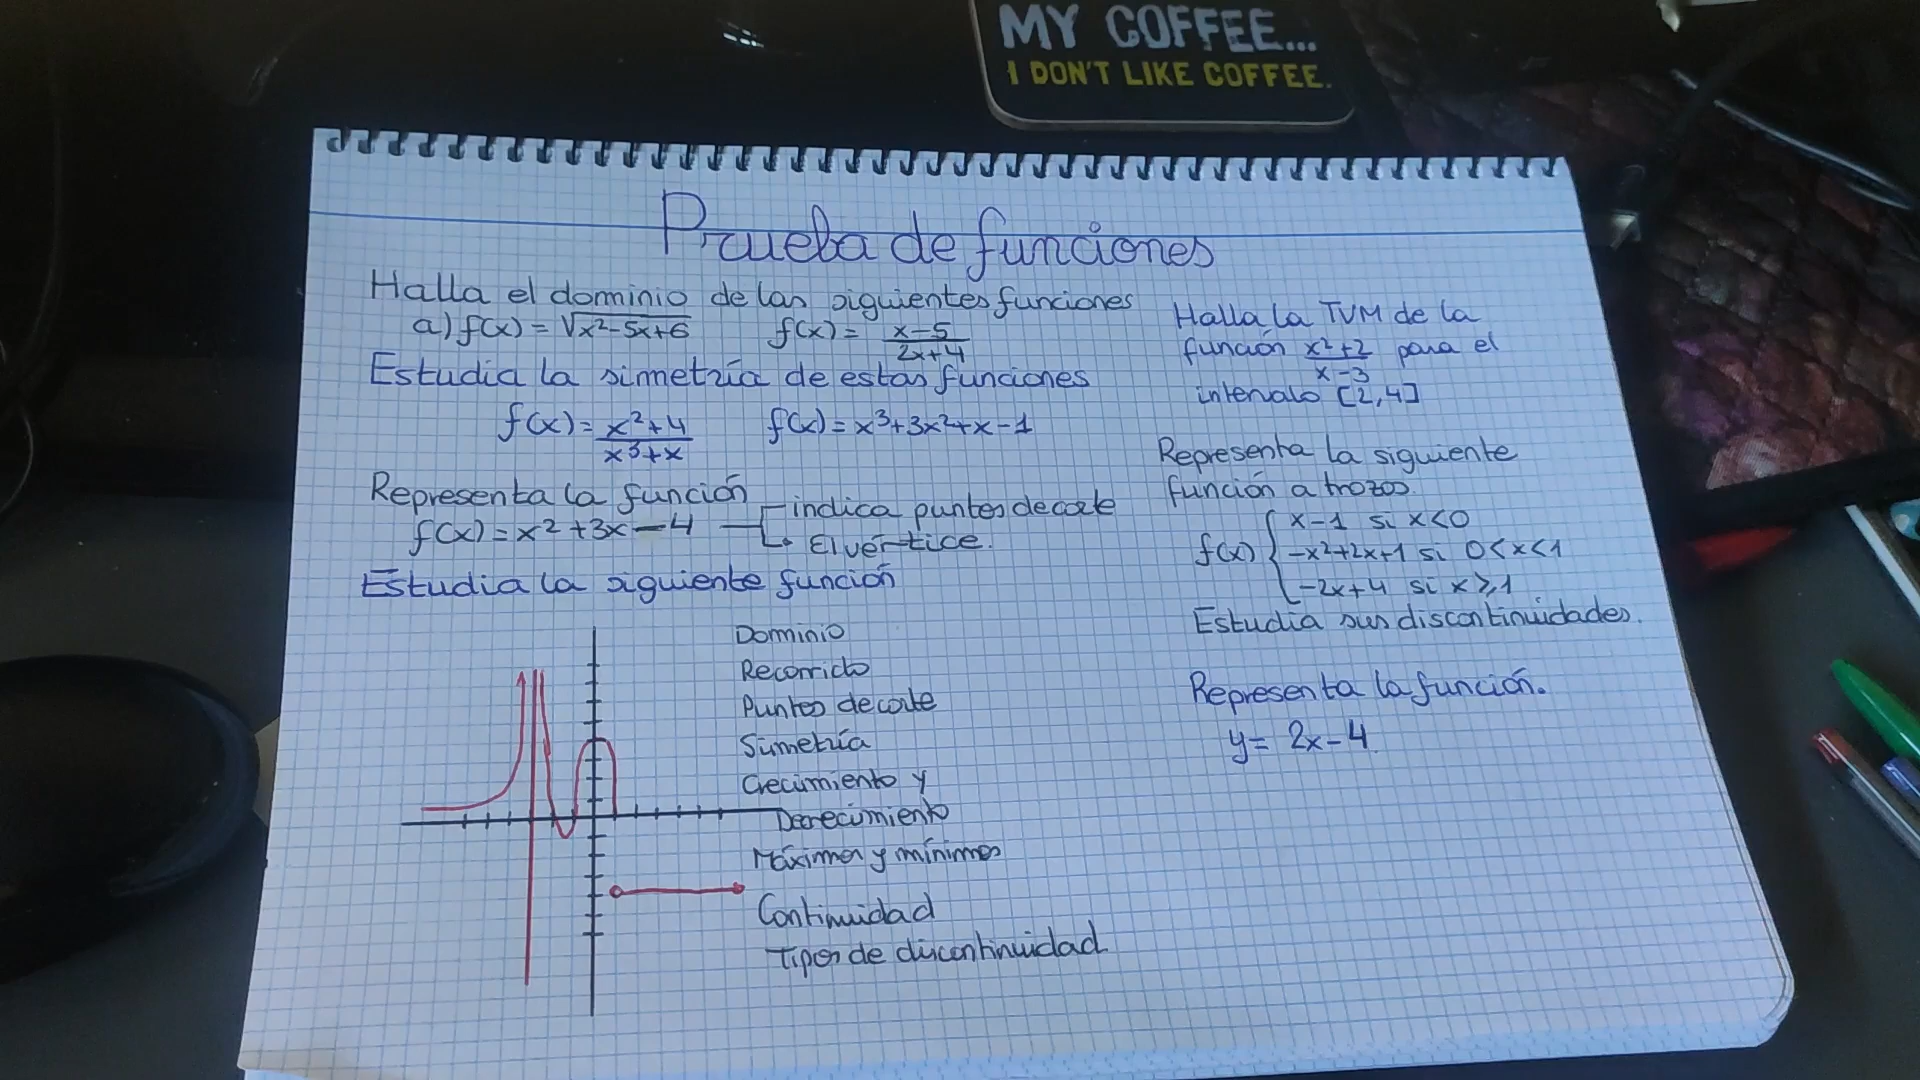 MY COFFEE...
I DON'T LIKE COFFEE.
Prueba de funciones
Halla el dominio de las siguientes funciones
a) f(x) = √x²-5x+6 f(x) = x-5 / 2x+4
Estudia la simetría de estas funciones
f(x) = x²+4 / x³+x f(x) = x³+3x²+x-1
Representa la función
f(x) = x²+3x-4
indica puntos de corte
El vértice.
Estudia la siguiente función
Dominio
Recorrido
Puntos de corte
Simetría
Crecimiento y
Decrecimiento
Máximos y mínimos
Continuidad
Tipos de discontinuidad
Halla la TVM de la
función x²+2 / x-3 para el
intervalo [2,4]
Representa la siguiente
función a trozos
f(x) { x-1 si x<0
-x²+2x+1 si 0<x<1
-2x+4 si x≥1
Estudia sus discontinuidades.
Representa la función.
y = 2x-4